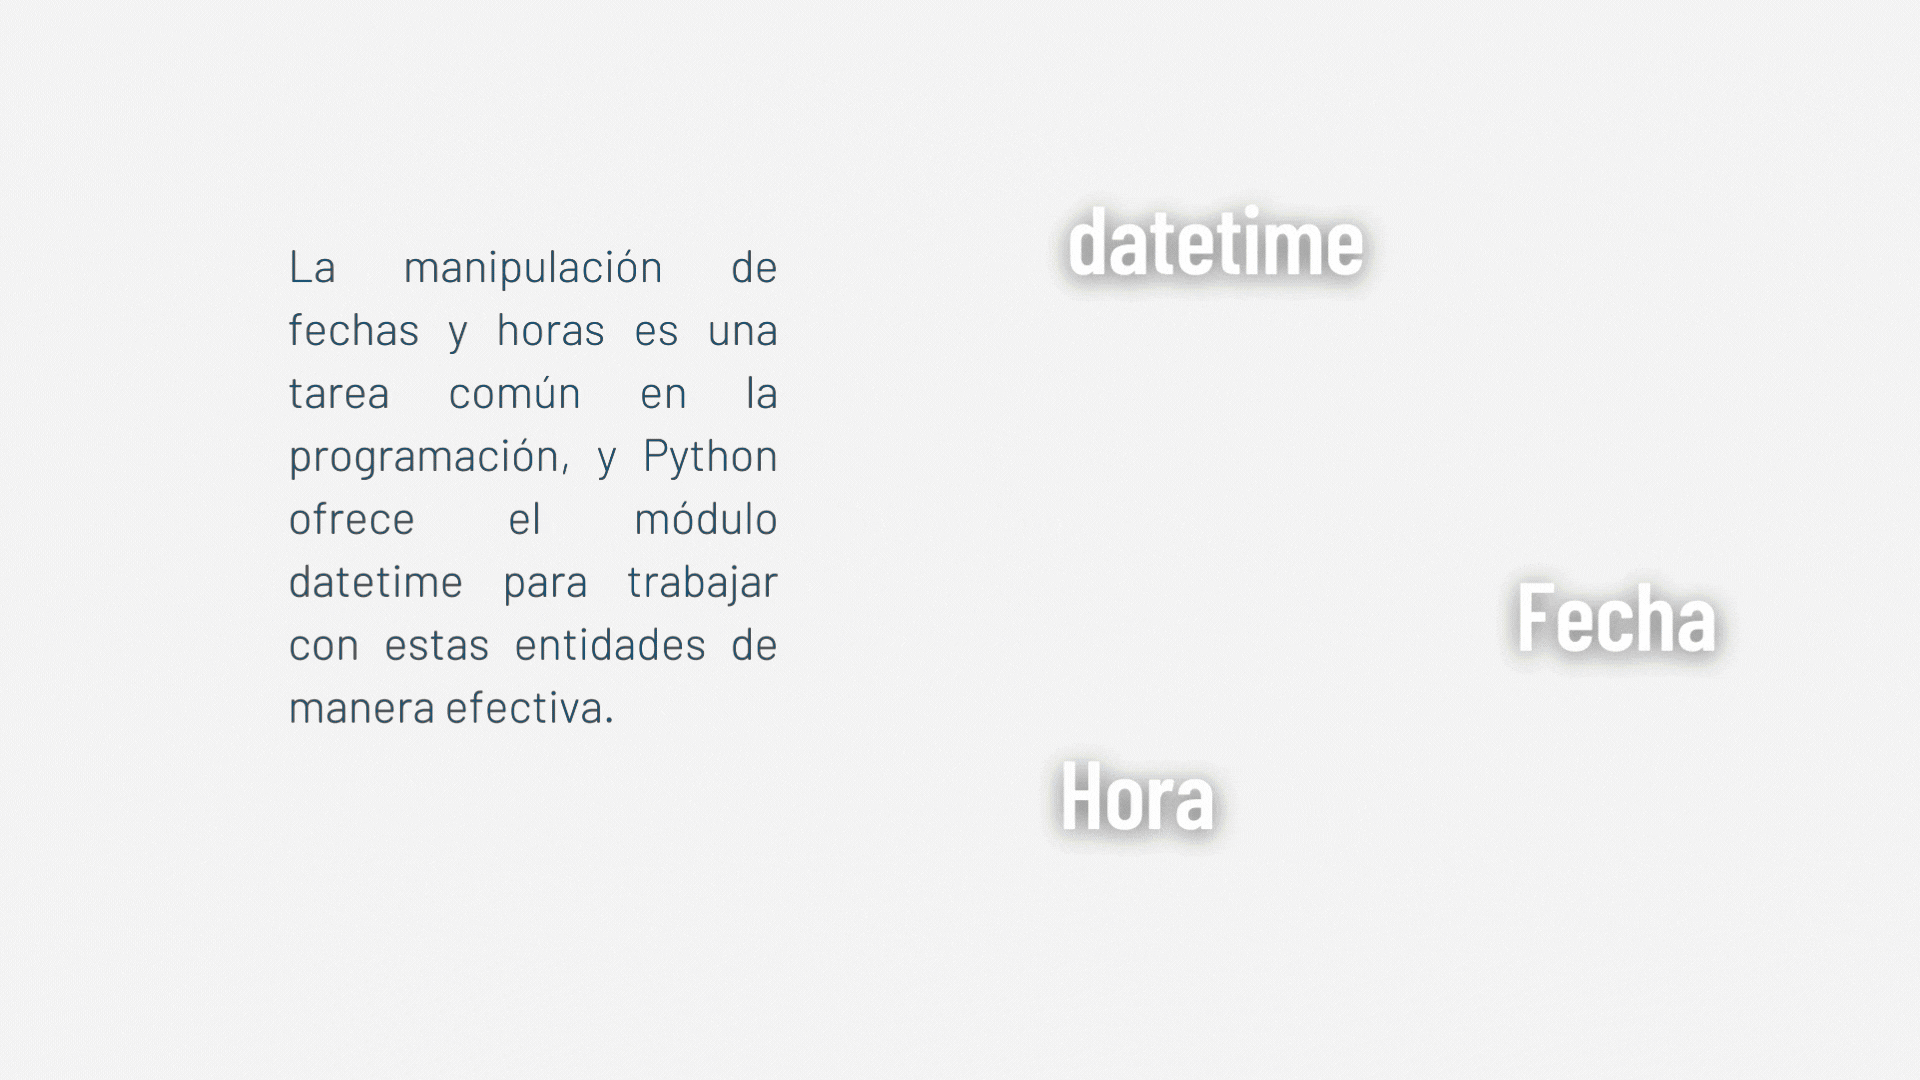 La manipulación de
fechas y horas es una
tarea común en la
programación, y Python
ofrece el módulo
datetime para trabajar
con estas entidades de
manera efectiva.
datetime
Fecha
Hora